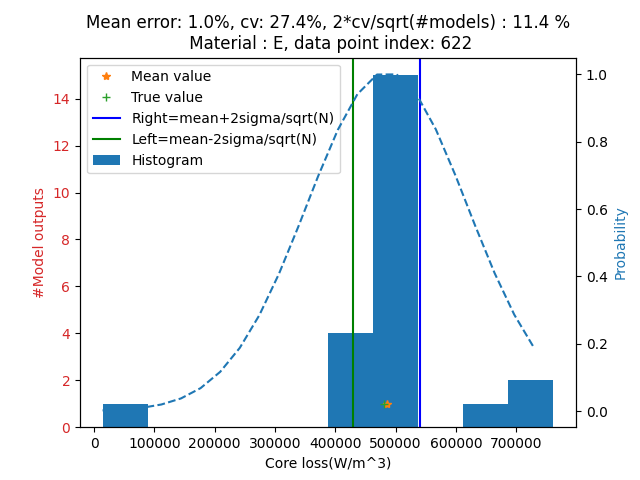 Mean error: 1.0%, cv: 27.4%, 2*cv/sqrt(#models) : 11.4 %
Material : E, data point index: 622
Mean value
True value
Right=mean+2sigma/sqrt(N)
Left=mean-2sigma/sqrt(N)
Histogram
#Model outputs
14
12
10
8
6
4
2
0
1.0
0.8
0.6
0.4
0.2
0.0
Probability
0 100000 200000 300000 400000 500000 600000 700000
Core loss(W/m^3)